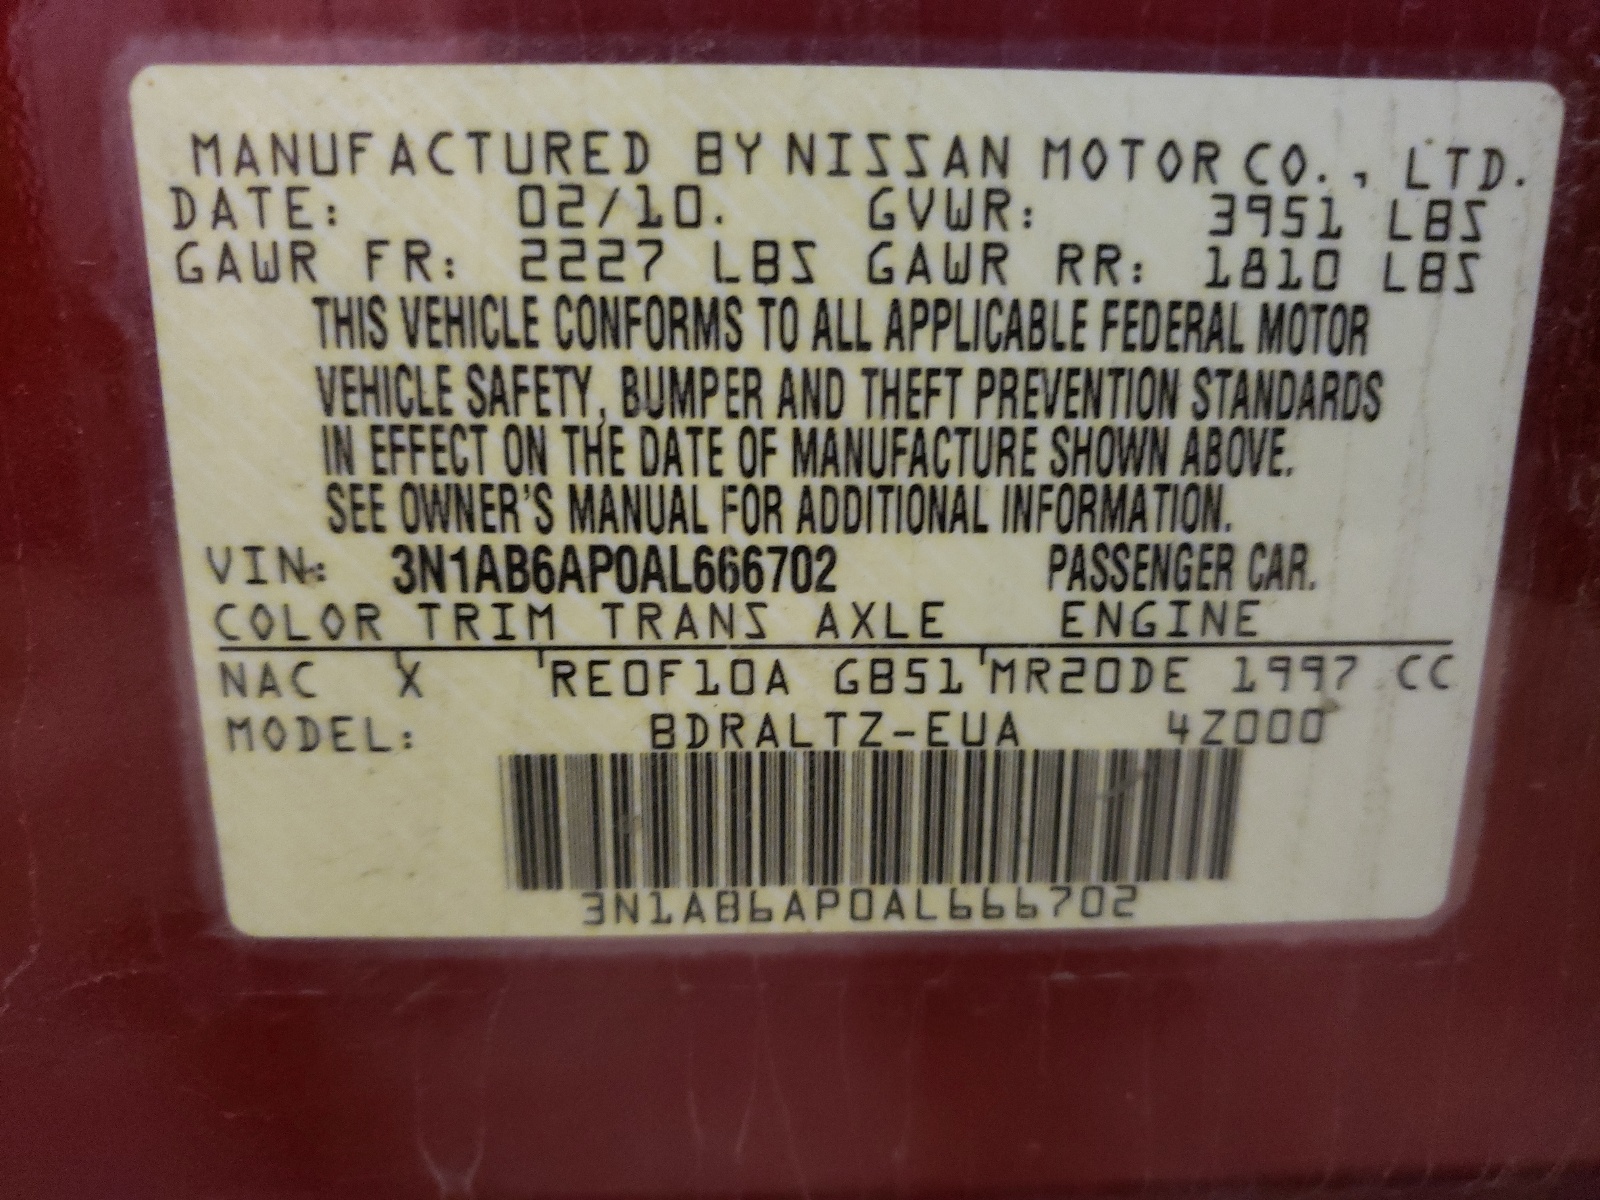 MANUFACTURED BY NISSAN MOTOR CO., LTD.
DATE: 02/10. GVWR: 3951 LBS
GAWR FR: 2227 LBS GAWR RR: 1810 LBS
THIS VEHICLE CONFORMS TO ALL APPLICABLE FEDERAL MOTOR
VEHICLE SAFETY, BUMPER AND THEFT PREVENTION STANDARDS
IN EFFECT ON THE DATE OF MANUFACTURE SHOWN ABOVE.
SEE OWNER'S MANUAL FOR ADDITIONAL INFORMATION.
VIN: 3N1AB6AP0AL666702 PASSENGER CAR.
COLOR TRIM TRANS AXLE ENGINE
NAC X RE0F10A GB51 MR20DE 1997 CC
MODEL: BDRALTZ-EUA 4Z000
3N1AB6AP0AL666702